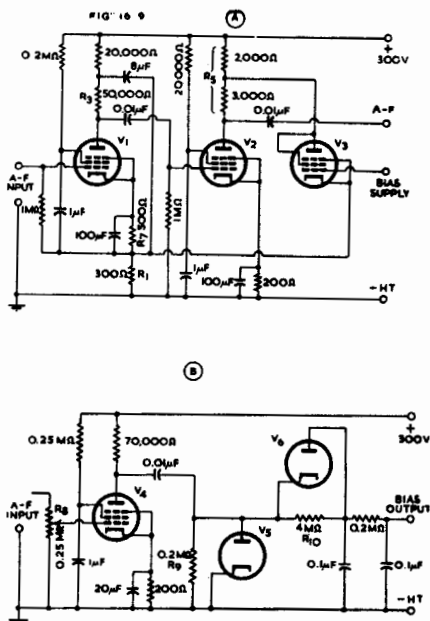 FIG" 16 9
A
0.2MΩ
20,000Ω
8µF
R3
50,000Ω
0.01µF
20,000Ω
R5
2,000Ω
3,000Ω
0.01µF
+
300V
A-F
V1
V2
V3
A-F
INPUT
1MΩ
1µF
100µF
R7 500Ω
300Ω R1
1MΩ
1µF
100µF
200Ω
BIAS
SUPPLY
-HT
B
0.25 MΩ
70,000Ω
0.01µF
V4
V5
V6
+
300V
A-F
INPUT
R8
0.25 MΩ
1µF
20µF
200Ω
0.2MΩ
R9
4MΩ
R10
0.2MΩ
0.1µF
0.1µF
BIAS
OUTPUT
-HT